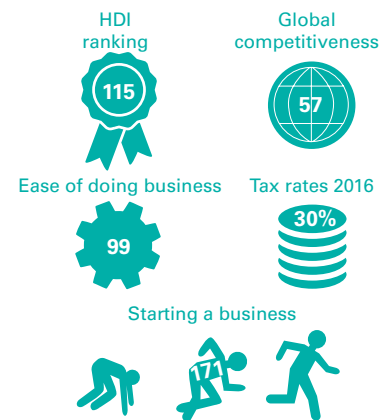 HDI
ranking
115
Global
competitiveness
57
Ease of doing business
99
Tax rates 2016
30%
Starting a business
171